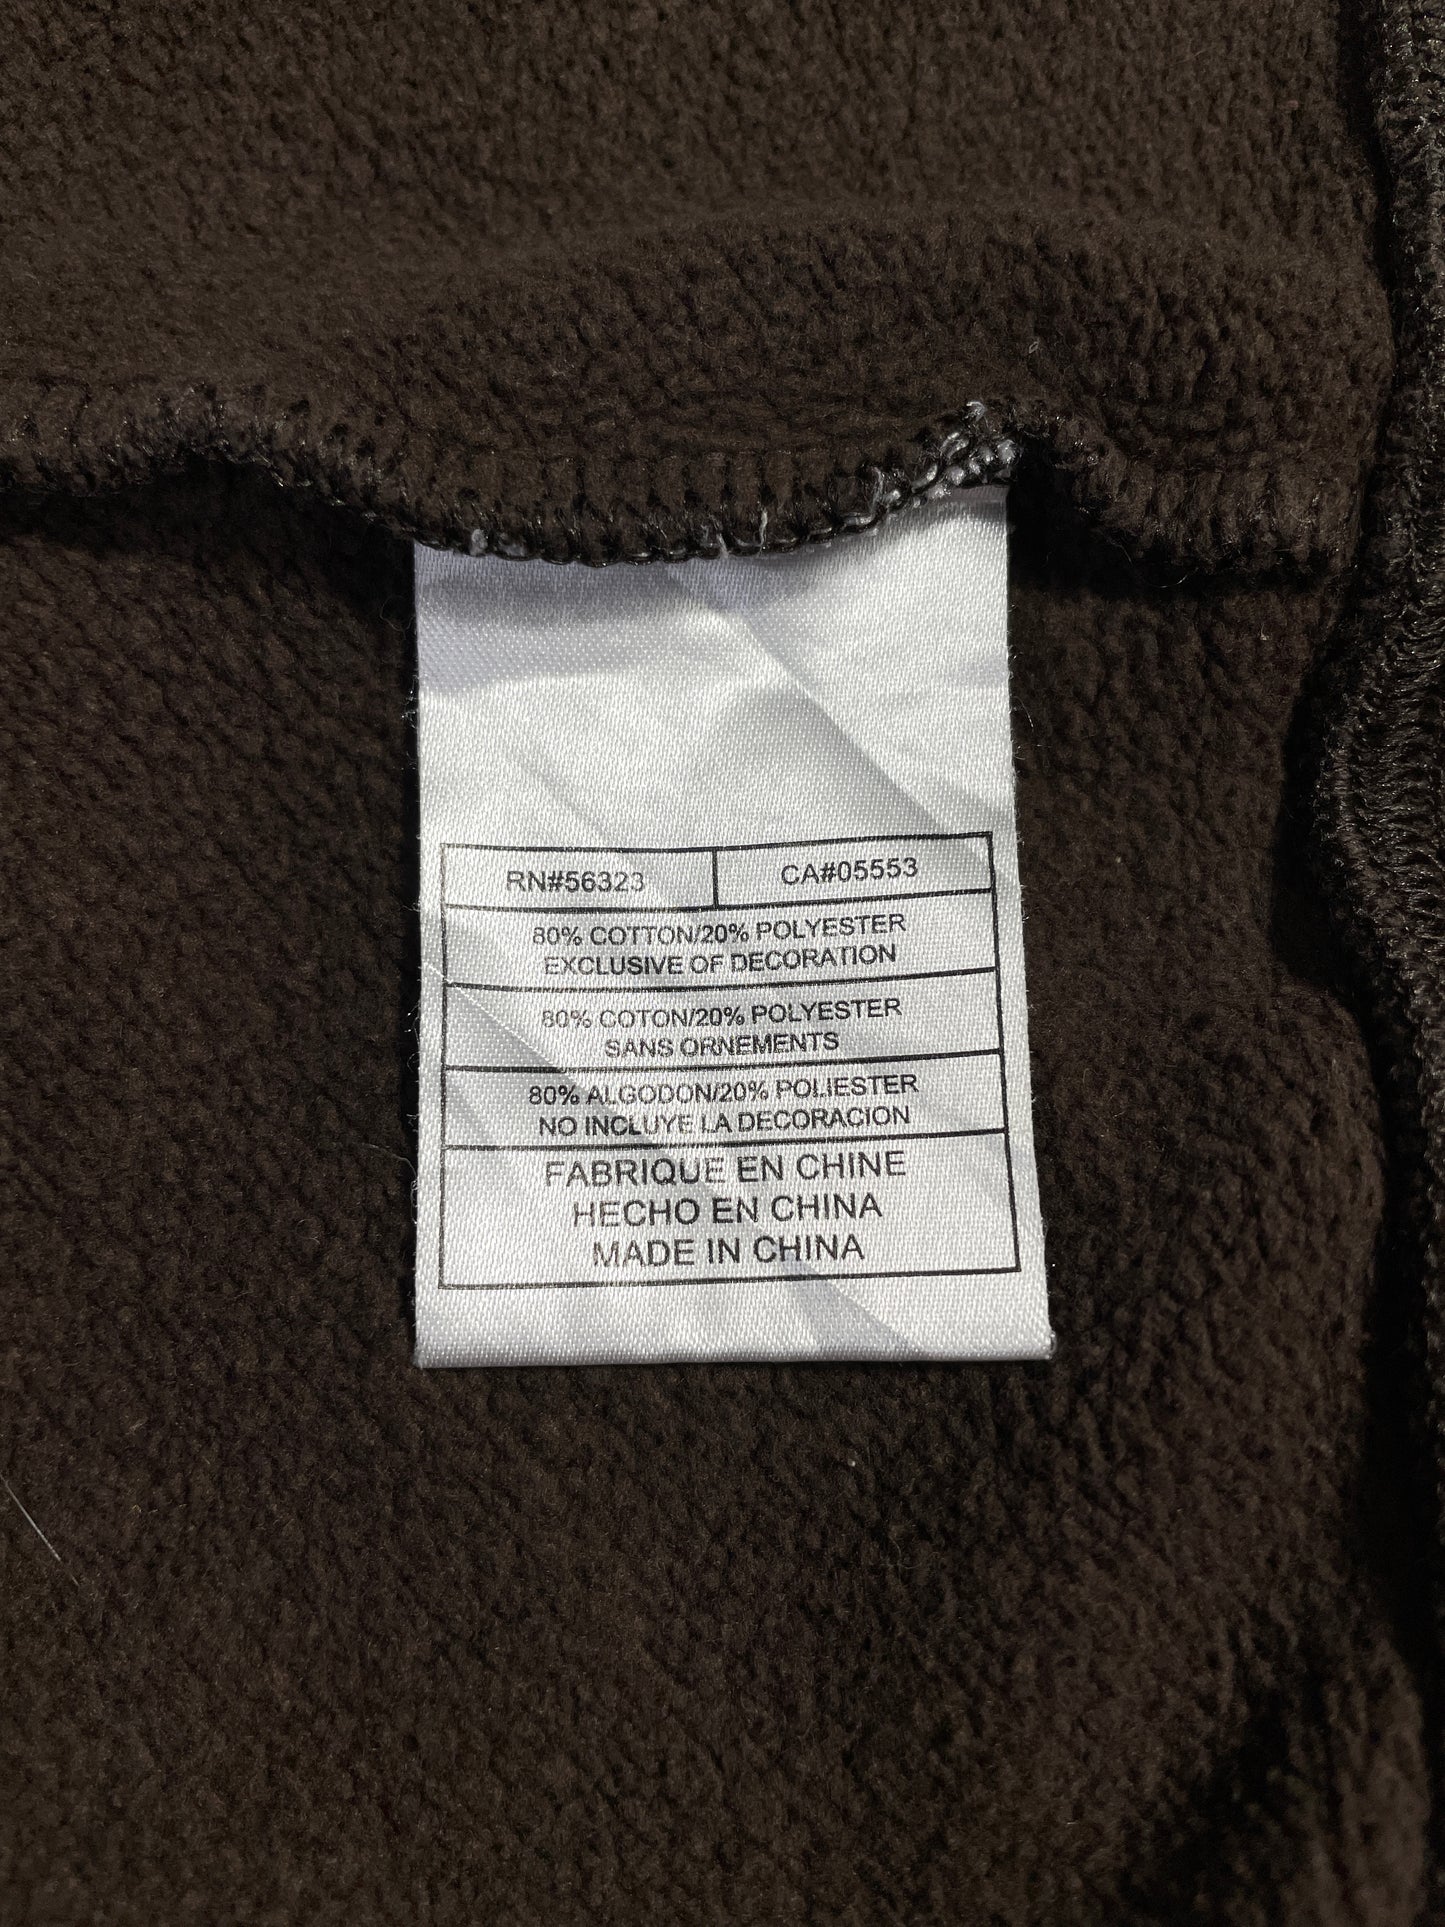 RN#56323 CA#05553
80% COTTON/20% POLYESTER
EXCLUSIVE OF DECORATION
80% COTON/20% POLYESTER
SANS ORNEMENTS
80% ALGODON/20% POLIESTER
NO INCLUYE LA DECORACION
FABRIQUE EN CHINE
HECHO EN CHINA
MADE IN CHINA